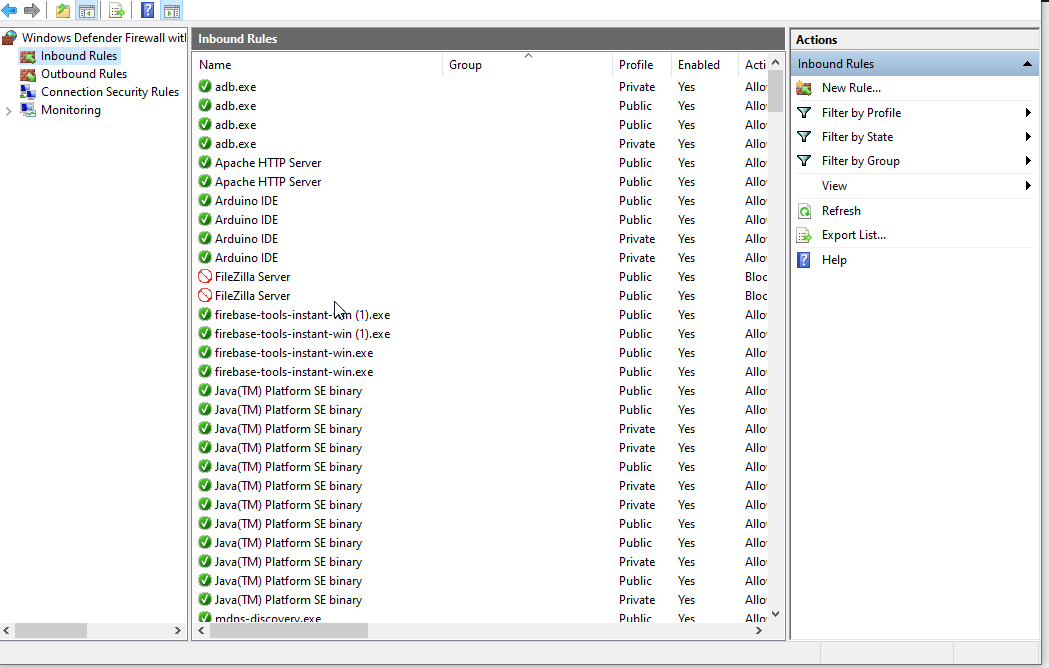 Windows Defender Firewall with
Inbound Rules
Outbound Rules
Connection Security Rules
Monitoring
Inbound Rules
Name Group Profile Enabled Acti
adb.exe Private Yes Allo
adb.exe Public Yes Allo
adb.exe Public Yes Allo
adb.exe Private Yes Allo
Apache HTTP Server Public Yes Allo
Apache HTTP Server Public Yes Allo
Arduino IDE Public Yes Allo
Arduino IDE Public Yes Allo
Arduino IDE Private Yes Allo
Arduino IDE Private Yes Allo
FileZilla Server Public Yes Bloc
FileZilla Server Public Yes Bloc
firebase-tools-instant-win (1).exe Public Yes Allo
firebase-tools-instant-win (1).exe Public Yes Allo
firebase-tools-instant-win.exe Public Yes Allo
firebase-tools-instant-win.exe Public Yes Allo
Java(TM) Platform SE binary Public Yes Allo
Java(TM) Platform SE binary Public Yes Allo
Java(TM) Platform SE binary Private Yes Allo
Java(TM) Platform SE binary Private Yes Allo
Java(TM) Platform SE binary Public Yes Allo
Java(TM) Platform SE binary Private Yes Allo
Java(TM) Platform SE binary Private Yes Allo
Java(TM) Platform SE binary Public Yes Allo
Java(TM) Platform SE binary Public Yes Allo
Java(TM) Platform SE binary Private Yes Allo
Java(TM) Platform SE binary Public Yes Allo
Java(TM) Platform SE binary Private Yes Allo
mdns-discovery.exe Public Yes Allo
Actions
Inbound Rules
New Rule...
Filter by Profile
Filter by State
Filter by Group
View
Refresh
Export List...
Help